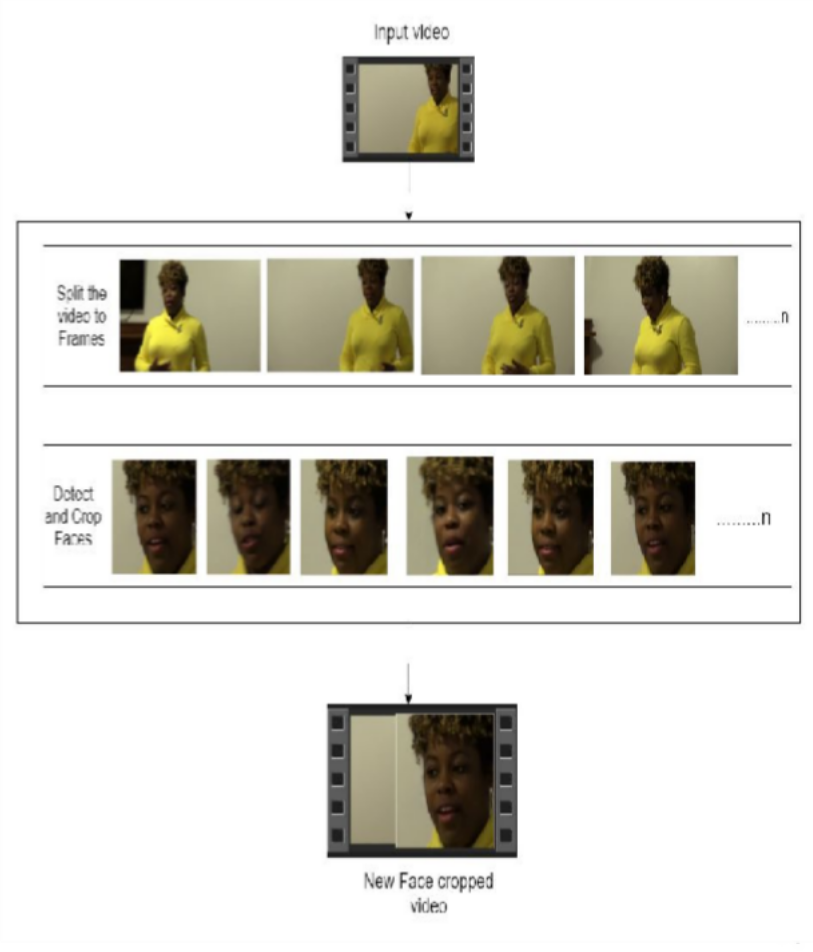 Input video
Split the
video to
Frames
.........n
Detect
and Crop
Faces
.........n
New Face cropped
video